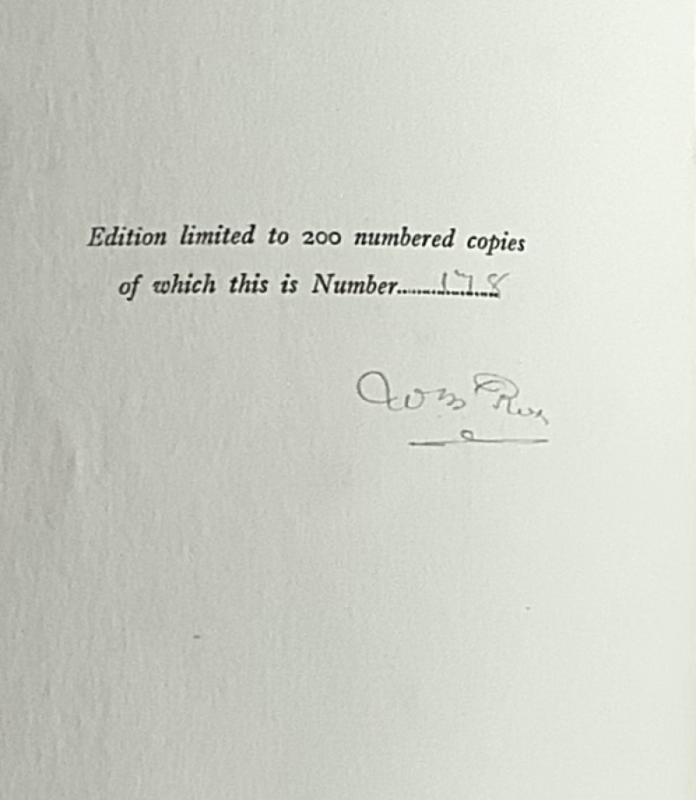 Edition limited to 200 numbered copies
of which this is Number..............178